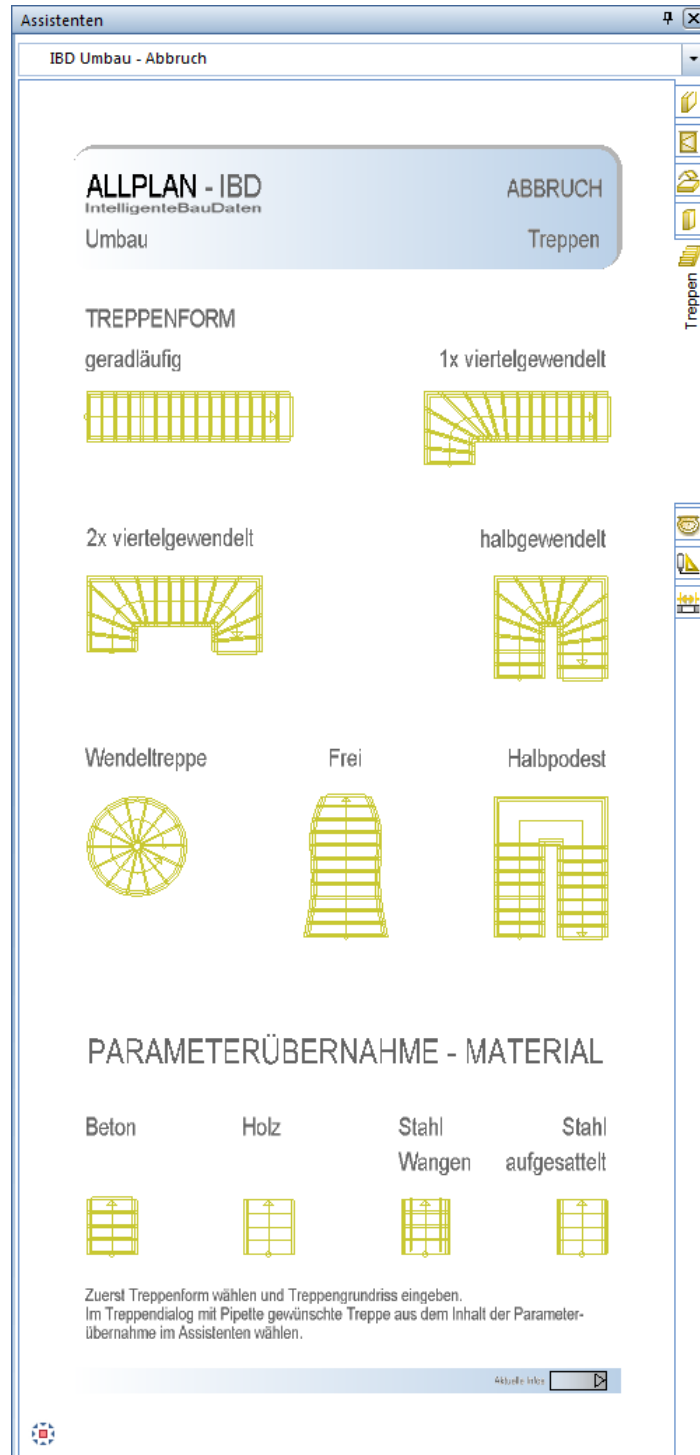 Assistenten
IBD Umbau - Abbruch
ALLPLAN - IBD
IntelligenteBauDaten
ABBRUCH
Umbau
Treppen
Treppen
TREPPENFORM
geradläufig
1x viertelgewendelt
2x viertelgewendelt
halbgewendelt
Wendeltreppe
Frei
Halbpodest
PARAMETERÜBERNAHME - MATERIAL
Beton
Holz
Stahl
Wangen
Stahl
aufgesattelt
Zuerst Treppenform wählen und Treppengrundriss eingeben.
Im Treppendialog mit Pipette gewünschte Treppe aus dem Inhalt der Parameter-
übernahme im Assistenten wählen.
Aktuelle Infos